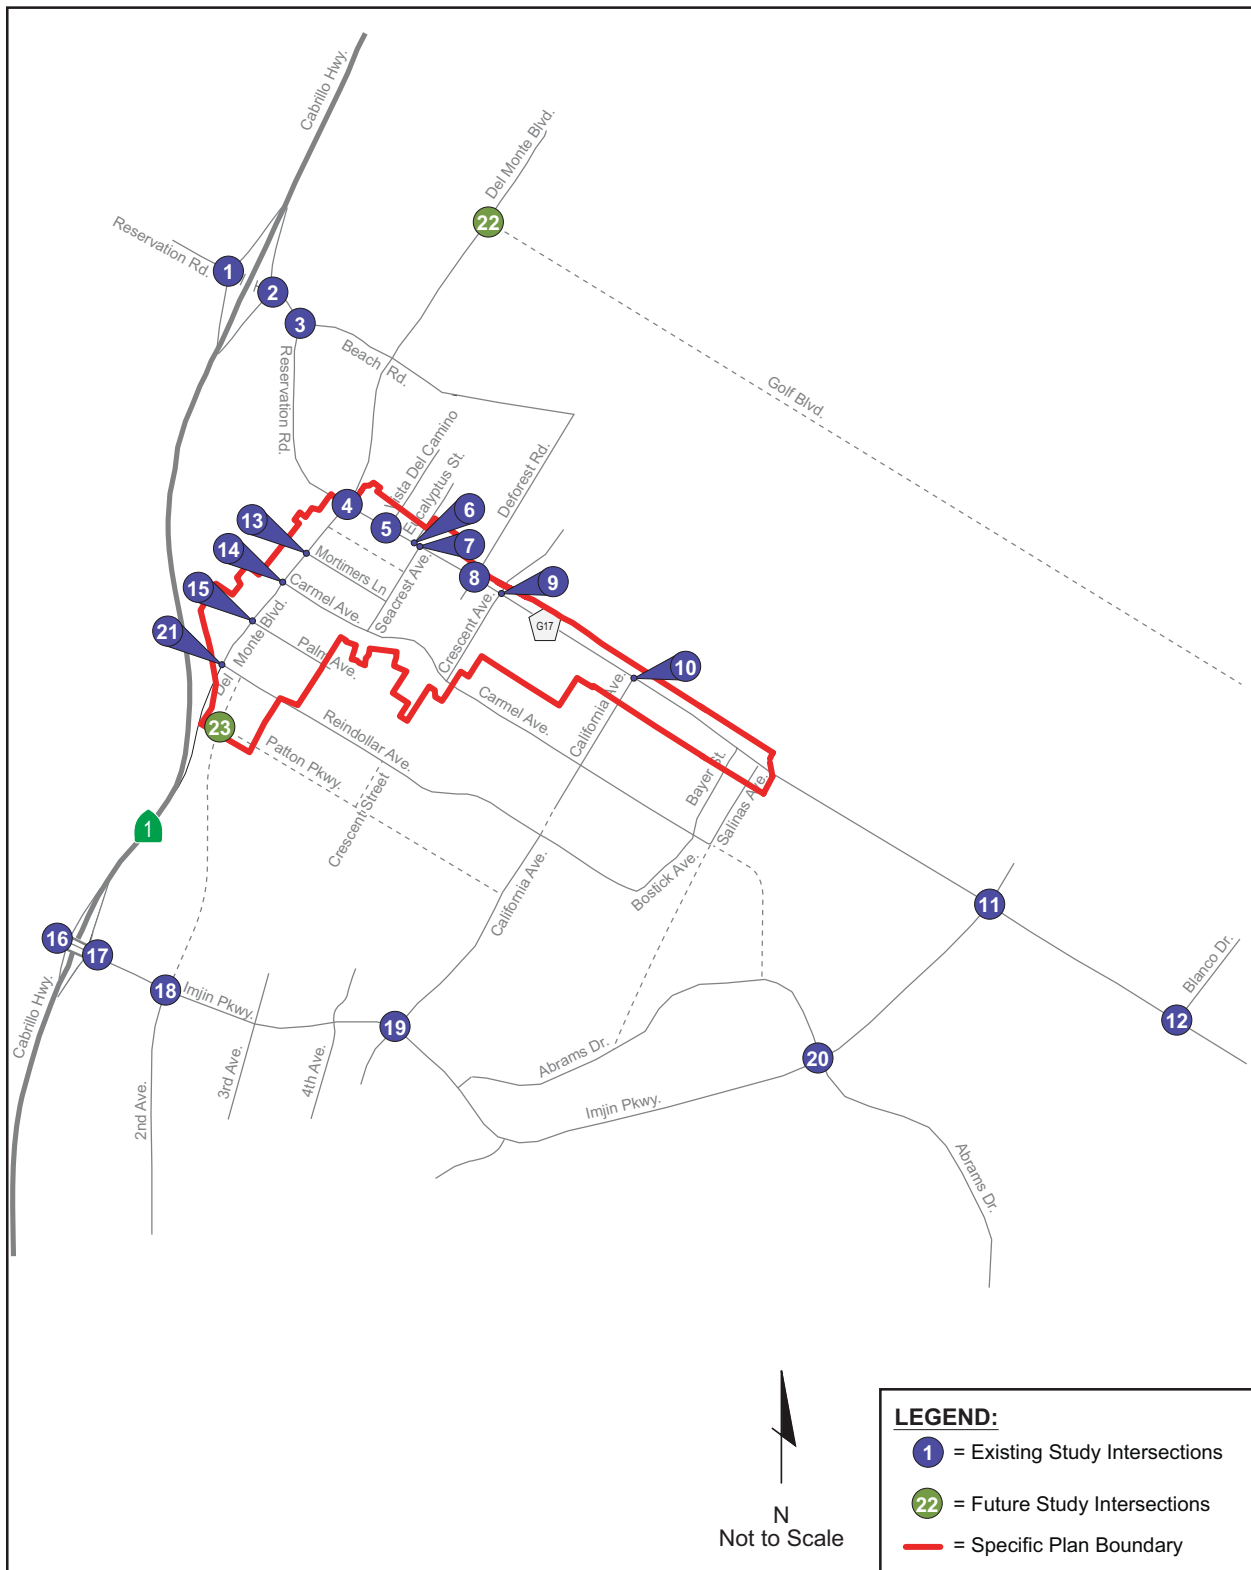 Cabrillo Hwy.
Del Monte Blvd.
22
Reservation Rd.
1
2
3
Beach Rd.
Reservation Rd.
Golf Blvd.
Eucalyptus St.
Deforest Rd.
4
5
6
7
8
9
13
14
15
21
Mortimers Ln
Carmel Ave.
Seacrest Ave.
Crescent Ave.
G17
Del Monte Blvd.
Palm Ave.
10
California Ave.
Carmel Ave.
23
Reindollar Ave.
Patton Pkwy.
Crescent Street
Bayer St.
Salinas Ave.
1
California Ave.
Bostick Ave.
11
16
17
18
Imjin Pkwy.
Cabrillo Hwy.
19
Blanco Dr.
12
3rd Ave.
4th Ave.
2nd Ave.
Abrams Dr.
20
Imjin Pkwy.
Abrams Dr.
N
Not to Scale
LEGEND:
1 = Existing Study Intersections
22 = Future Study Intersections
= Specific Plan Boundary